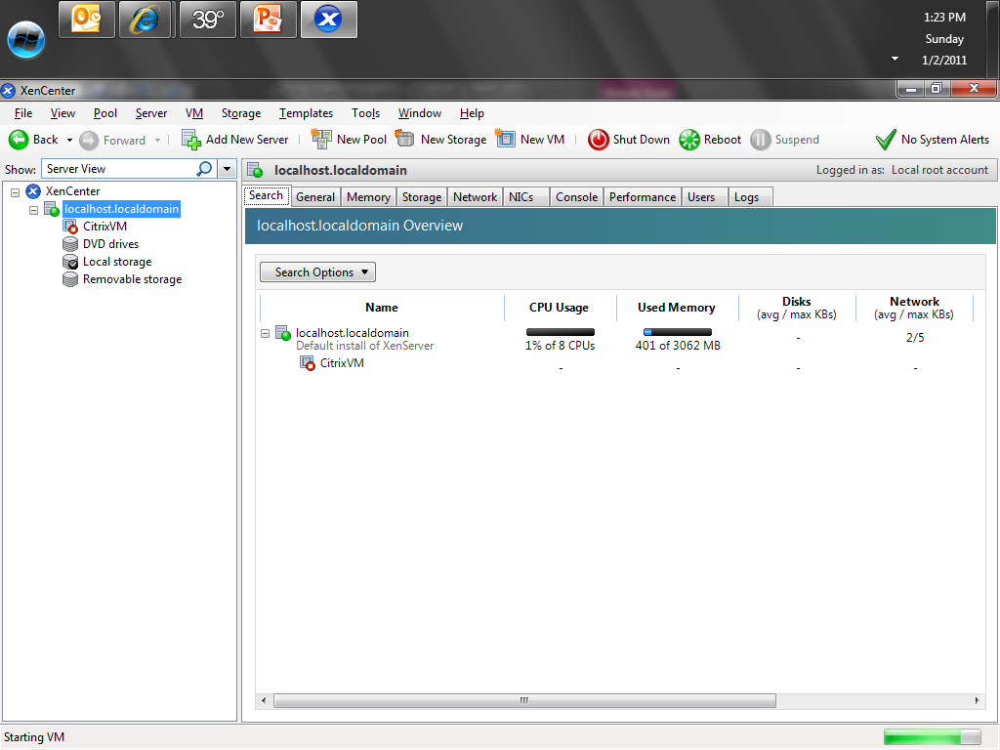 39°
1:23 PM
Sunday
1/2/2011
XenCenter
File View Pool Server VM Storage Templates Tools Window Help
Back Forward Add New Server New Pool New Storage New VM Shut Down Reboot Suspend No System Alerts
Show: Server View localhost.localdomain Logged in as: Local root account
XenCenter
localhost.localdomain
CitrixVM
DVD drives
Local storage
Removable storage
Search General Memory Storage Network NICs Console Performance Users Logs
localhost.localdomain Overview
Search Options
Name CPU Usage Used Memory Disks Network
(avg / max KBs) (avg / max KBs)
localhost.localdomain
Default install of XenServer 1% of 8 CPUs 401 of 3062 MB - 2/5
CitrixVM - - - -
Starting VM